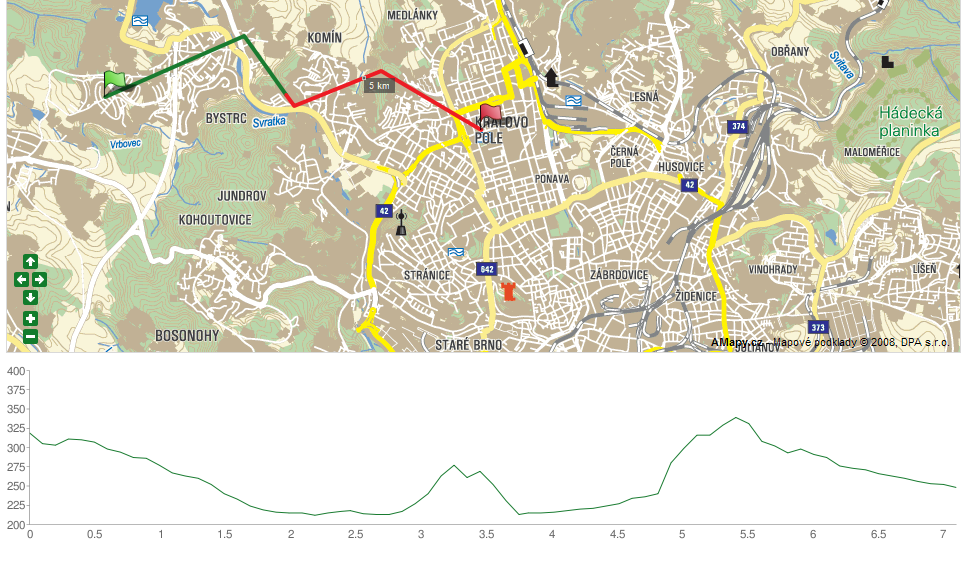 MEDLÁNKY
KOMÍN
OBŘANY
Svitava
5 km
LESNÁ
Hádecká
planinka
BYSTRC
Svratka
KRÁLOVO
POLE
374
Vrbovec
ČERNÁ
POLE
MALOMĚŘICE
HUSOVICE
PONAVA
42
JUNDROV
42
KOHOUTOVICE
STRÁNICE
642
ZÁBRDOVICE
VINOHRADY
LÍŠEŇ
ŽIDENICE
BOSONOHY
373
STARÉ BRNO
JULIÁNOV
AMapy.cz - Mapové podklady © 2008, DPA s.r.o.
400
375
350
325
300
275
250
225
200
0 0.5 1 1.5 2 2.5 3 3.5 4 4.5 5 5.5 6 6.5 7